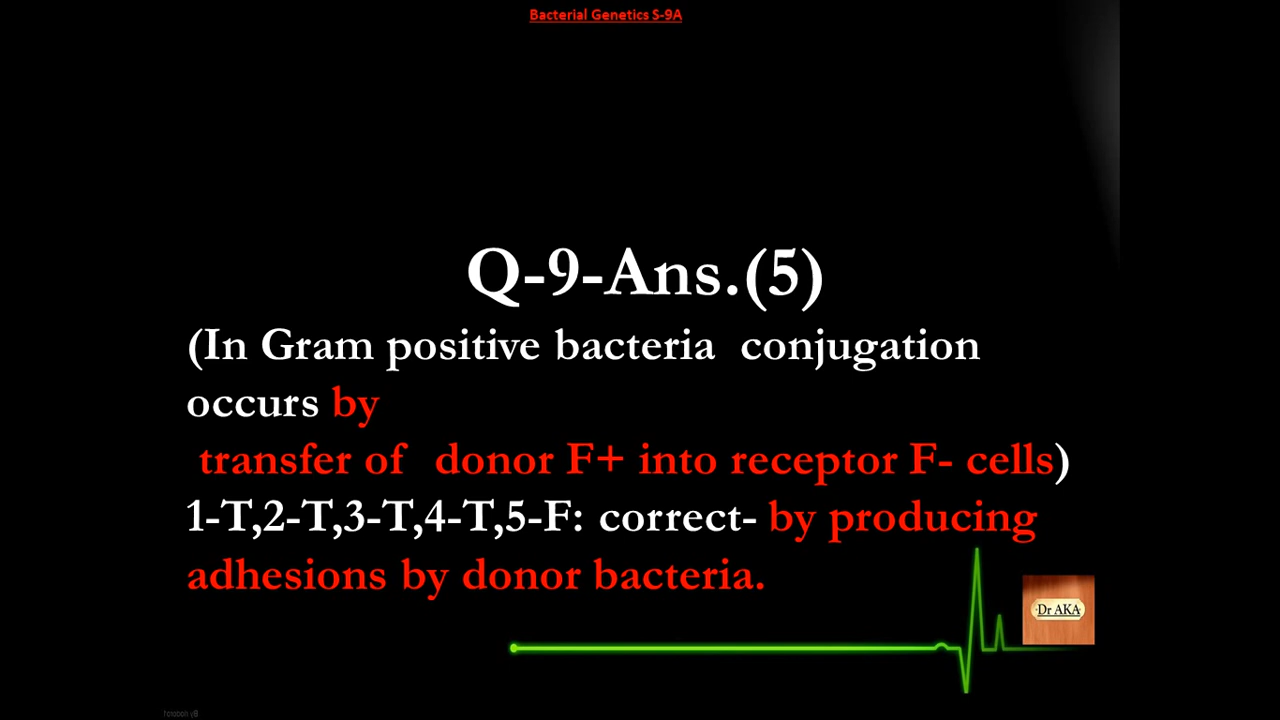 Bacterial Genetics S-9A
Q-9-Ans.(5)
(In Gram positive bacteria conjugation
occurs by
transfer of donor F+ into receptor F- cells)
1-T,2-T,3-T,4-T,5-F: correct- by producing
adhesions by donor bacteria.
Dr AKA